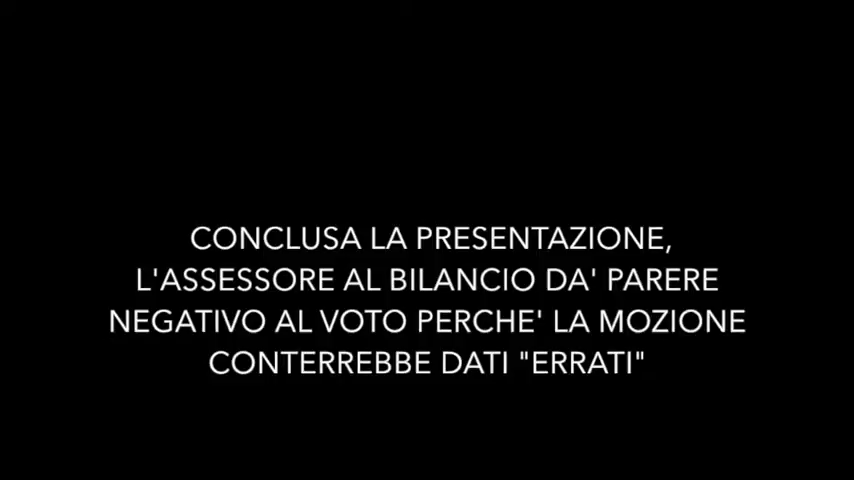 CONCLUSA LA PRESENTAZIONE,
L'ASSESSORE AL BILANCIO DA' PARERE
NEGATIVO AL VOTO PERCHE' LA MOZIONE
CONTERREBBE DATI "ERRATI"